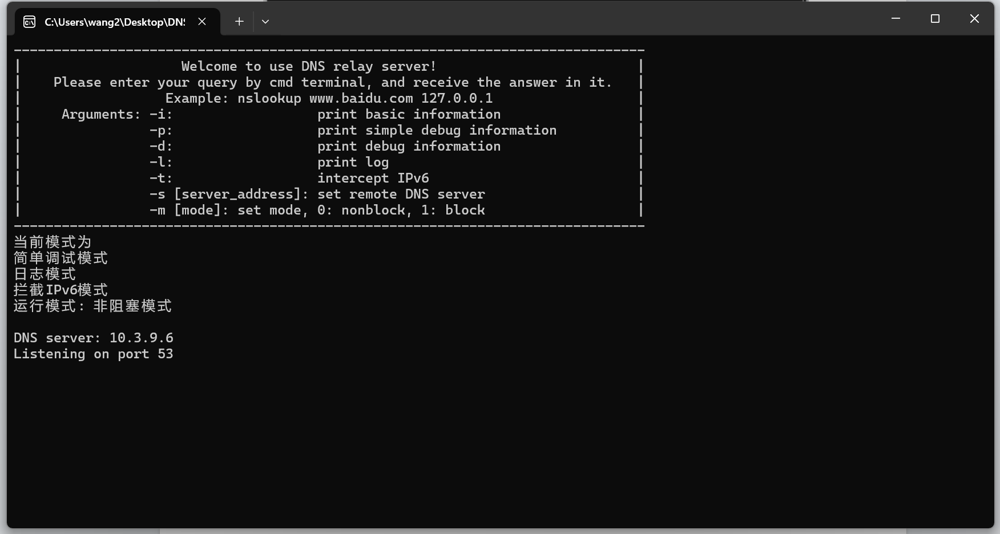 C:\Users\wang2\Desktop\DNS
--------------------------------------------------------------------------------
|                    Welcome to use DNS relay server!                          |
|    Please enter your query by cmd terminal, and receive the answer in it.    |
|                  Example: nslookup www.baidu.com 127.0.0.1                   |
|     Arguments: -i:                  print basic information                  |
|                -p:                  print simple debug information           |
|                -d:                  print debug information                  |
|                -l:                  print log                                |
|                -t:                  intercept IPv6                           |
|                -s [server_address]: set remote DNS server                    |
|                -m [mode]: set mode, 0: nonblock, 1: block                    |
--------------------------------------------------------------------------------
当前模式为
简单调试模式
日志模式
拦截IPv6模式
运行模式: 非阻塞模式
DNS server: 10.3.9.6
Listening on port 53